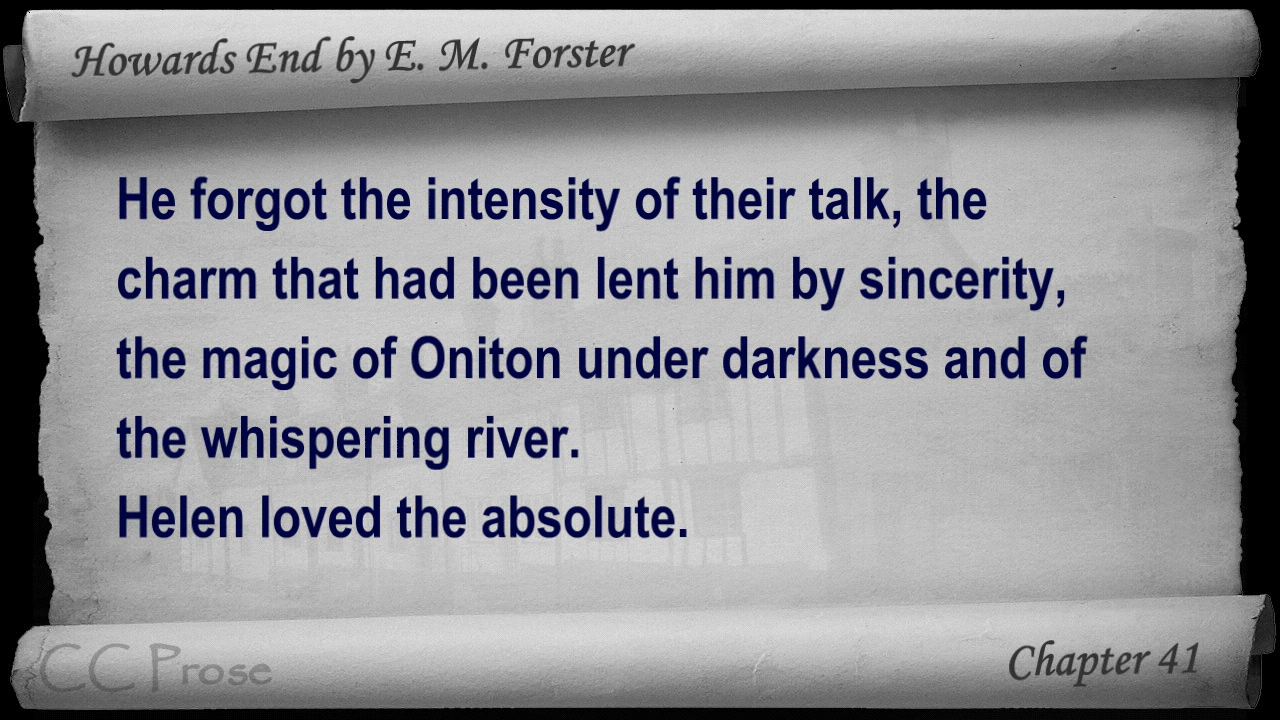 Howards End by E. M. Forster
He forgot the intensity of their talk, the
charm that had been lent him by sincerity,
the magic of Oniton under darkness and of
the whispering river.
Helen loved the absolute.
CC Prose
Chapter 41